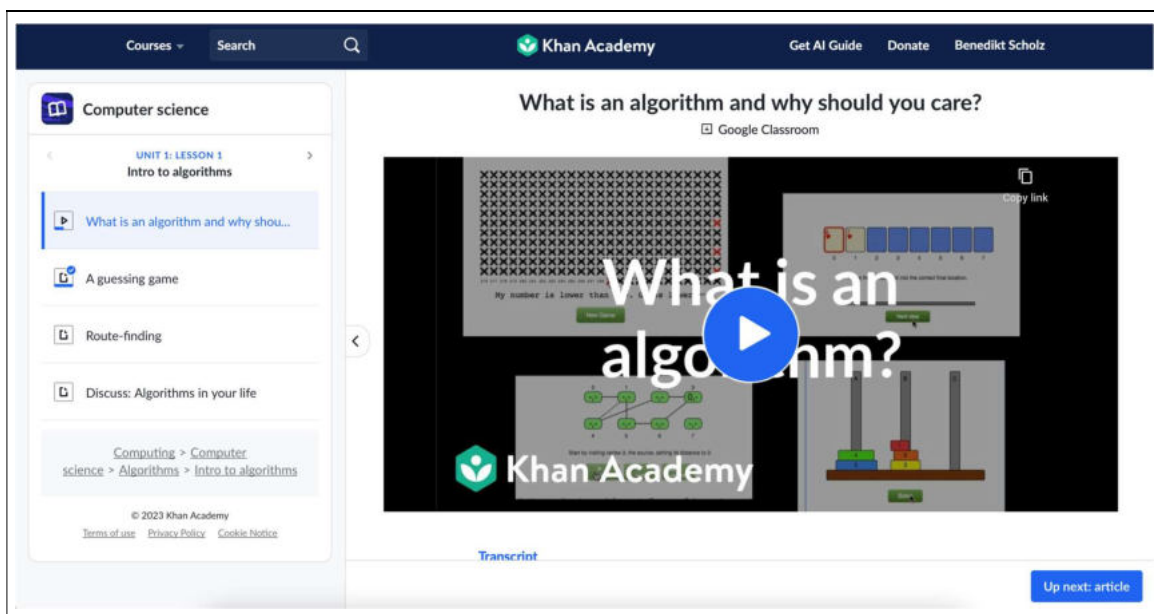 Courses
Search
Khan Academy
Get AI Guide
Donate
Benedikt Scholz
Computer science
UNIT 1: LESSON 1
Intro to algorithms
What is an algorithm and why shou...
A guessing game
Route-finding
Discuss: Algorithms in your life
Computing > Computer
science > Algorithms > Intro to algorithms
© 2023 Khan Academy
Terms of use Privacy Policy Cookie Notice
What is an algorithm and why should you care?
Google Classroom
Copy link
What is an
algorithm?
My number is lower than
New Game
Next step
Khan Academy
Transcript
Up next: article